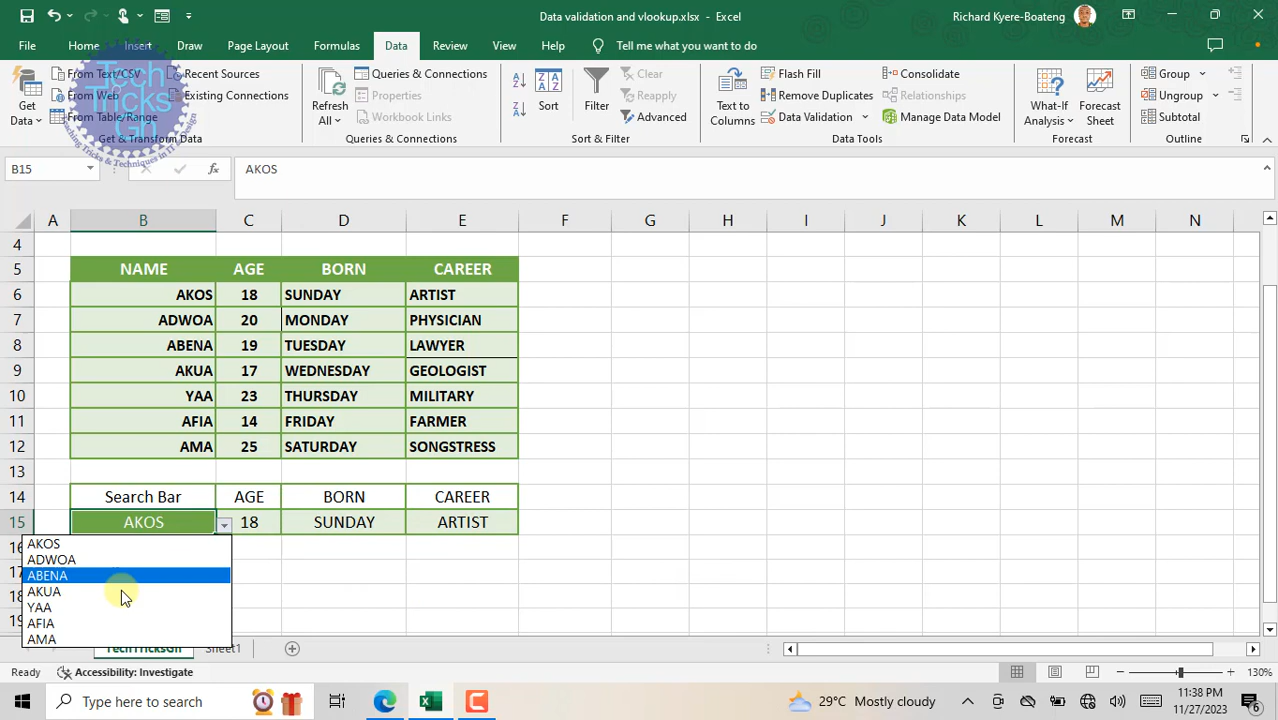 Data validation and vlookup.xlsx - Excel
Richard Kyere-Boateng
File Home Insert Draw Page Layout Formulas Data Review View Help Tell me what you want to do
Get Data
From Text/CSV
From Web
From Table/Range
Recent Sources
Existing Connections
Get & Transform Data
Refresh All
Queries & Connections
Properties
Workbook Links
Queries & Connections
Sort
Filter
Clear
Reapply
Advanced
Sort & Filter
Text to Columns
Flash Fill
Remove Duplicates
Data Validation
Consolidate
Relationships
Manage Data Model
Data Tools
What-If Analysis
Forecast Sheet
Forecast
Group
Ungroup
Subtotal
Outline
Tech
Tricks
Gh
B15 fx AKOS
A B C D E F G H I J K L M N
4
5 NAME AGE BORN CAREER
6 AKOS 18 SUNDAY ARTIST
7 ADWOA 20 MONDAY PHYSICIAN
8 ABENA 19 TUESDAY LAWYER
9 AKUA 17 WEDNESDAY GEOLOGIST
10 YAA 23 THURSDAY MILITARY
11 AFIA 14 FRIDAY FARMER
12 AMA 25 SATURDAY SONGSTRESS
13
14 Search Bar AGE BORN CAREER
15 AKOS 18 SUNDAY ARTIST
AKOS
ADWOA
ABENA
AKUA
YAA
AFIA
AMA
TechTricksGh Sheet1
Ready Accessibility: Investigate 130%
Type here to search
29°C Mostly cloudy
11:38 PM
11/27/2023
6